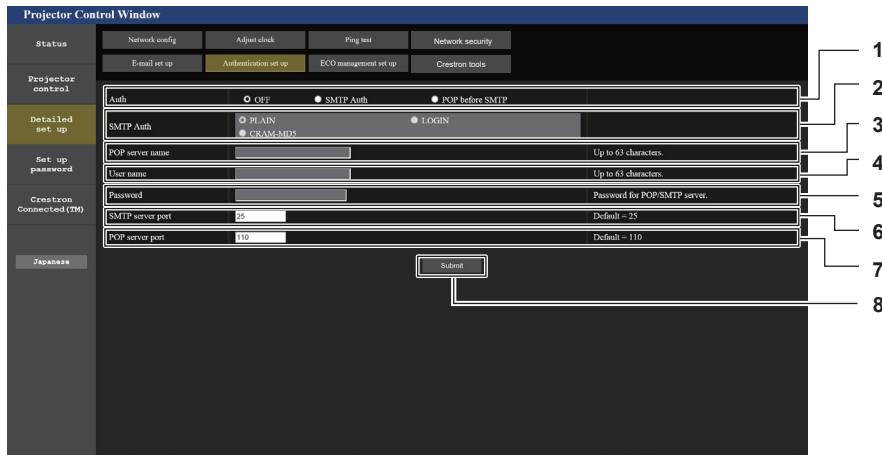 Projector Control Window
Status
Network config
Adjust clock
Ping test
Network security
E-mail set up
Authentication set up
ECO management set up
Crestron tools
Projector
control
Detailed
set up
Set up
password
Crestron
Connected(TM)
Japanese
Auth OFF SMTP Auth POP before SMTP
SMTP Auth PLAIN LOGIN
CRAM-MD5
POP server name Up to 63 characters.
User name Up to 63 characters.
Password Password for POP/SMTP server.
SMTP server port 25 Default = 25
POP server port 110 Default = 110
Submit
1
2
3
4
5
6
7
8